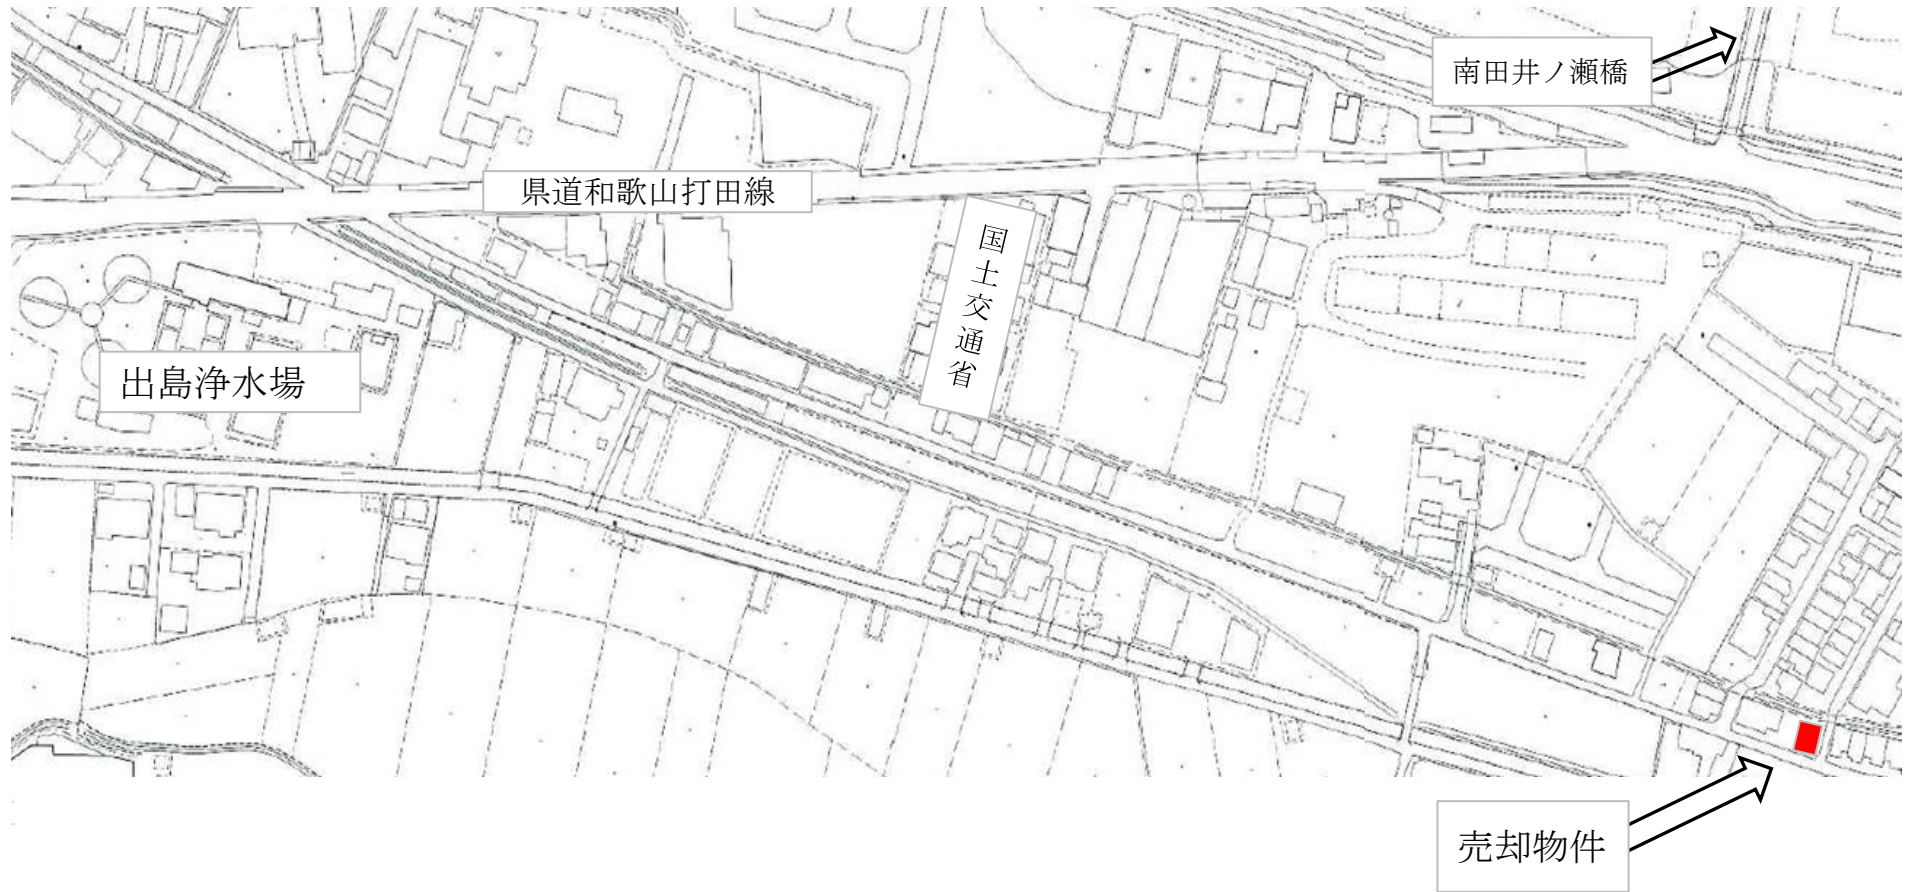 南田井ノ瀬橋
県道和歌山打田線
国土交通省
出島浄水場
売却物件